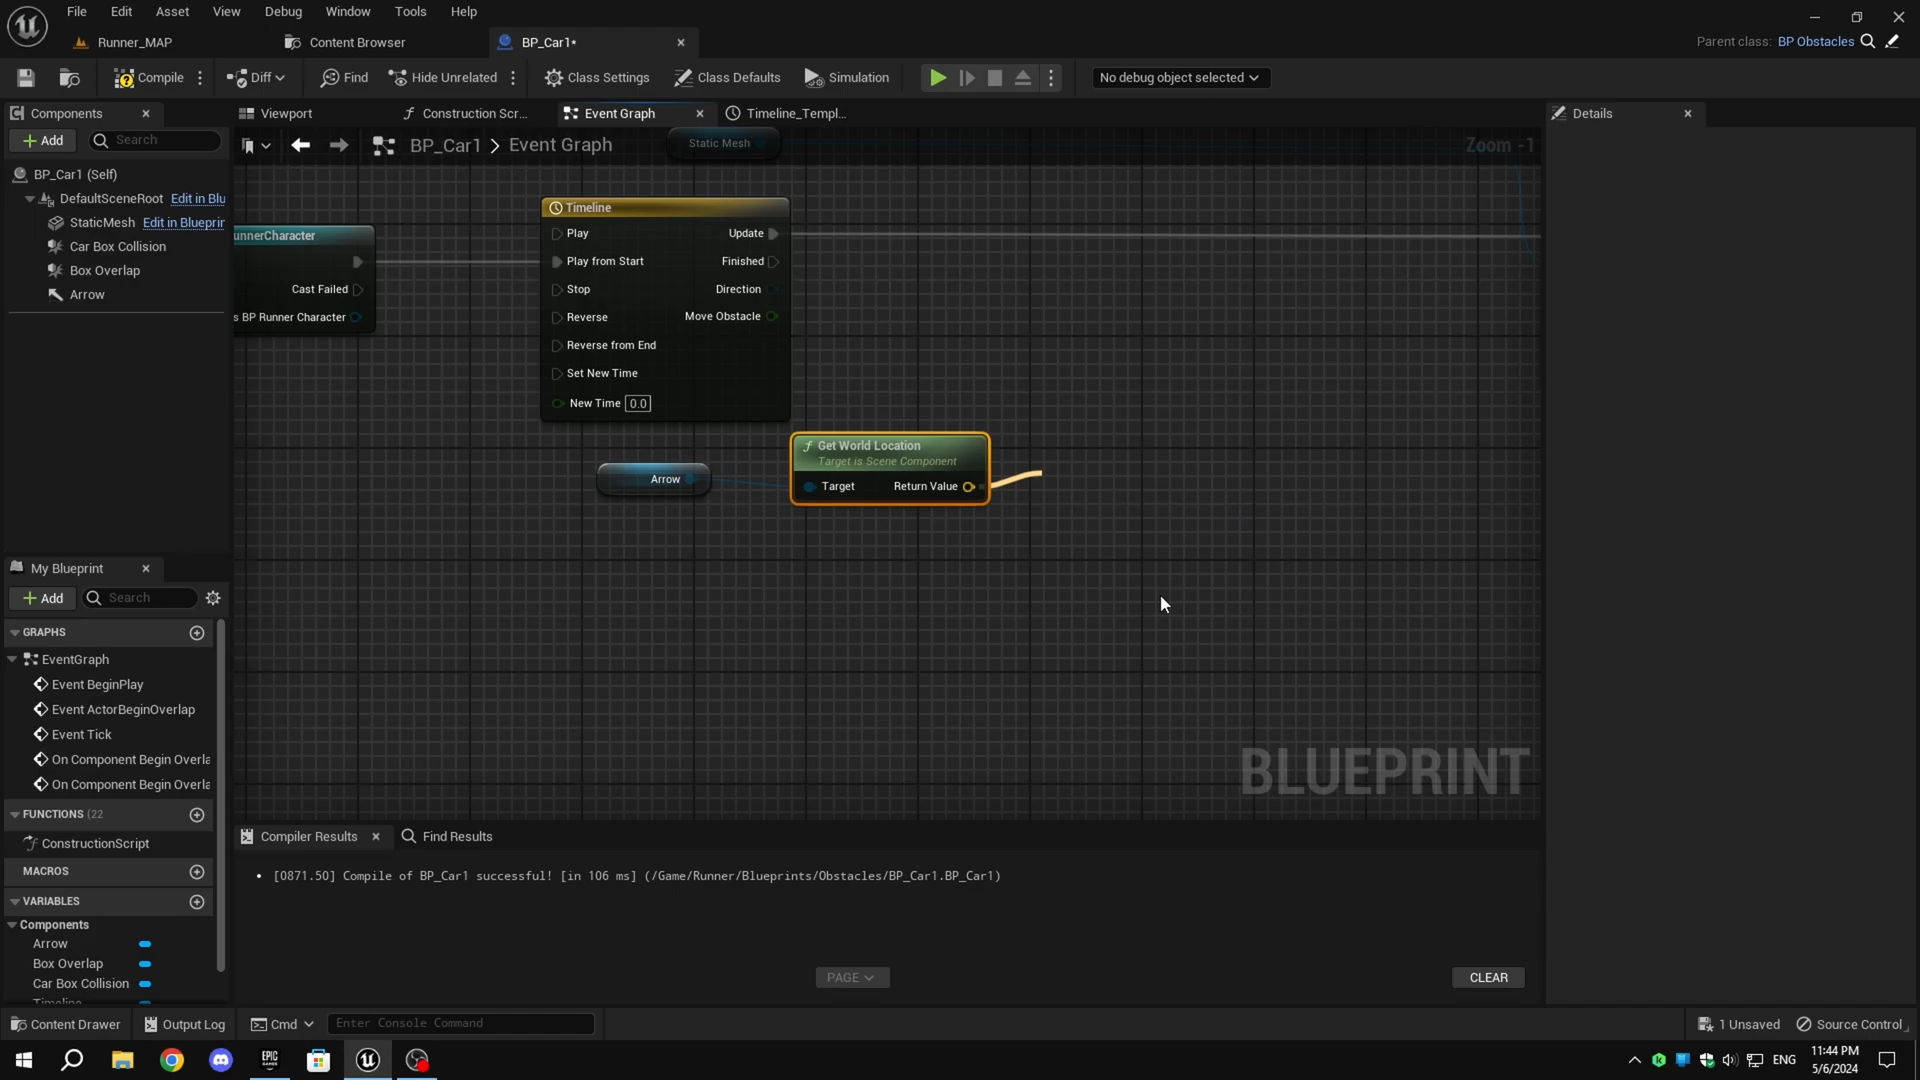 File Edit Asset View Debug Window Tools Help
Runner_MAP Content Browser BP_Car1* Parent class: BP Obstacles
Compile Diff Find Hide Unrelated Class Settings Class Defaults Simulation No debug object selected
Components Viewport Construction Scr... Event Graph Timeline_Templ... Details
Add Search BP_Car1 > Event Graph Static Mesh Zoom -1
BP_Car1 (Self)
DefaultSceneRoot Edit in Blu
StaticMesh Edit in Blueprin
Car Box Collision
Box Overlap
Arrow
unnerCharacter
Cast Failed
s BP Runner Character
Timeline
Play Update
Play from Start Finished
Stop Direction
Reverse Move Obstacle
Reverse from End
Set New Time
New Time 0.0
Get World Location
Target is Scene Component
Arrow Target Return Value
My Blueprint
Add Search
GRAPHS
EventGraph
Event BeginPlay
Event ActorBeginOverlap
Event Tick
On Component Begin Overla
On Component Begin Overla
FUNCTIONS (22
ConstructionScript
MACROS
VARIABLES
Components
Arrow
Box Overlap
Car Box Collision
Timeline
BLUEPRINT
Compiler Results Find Results
• [0871.50] Compile of BP_Car1 successful! [in 106 ms] (/Game/Runner/Blueprints/Obstacles/BP_Car1.BP_Car1)
PAGE CLEAR
Content Drawer Output Log Cmd Enter Console Command 1 Unsaved Source Control
EPIC GAMES ENG 11:44 PM
5/6/2024